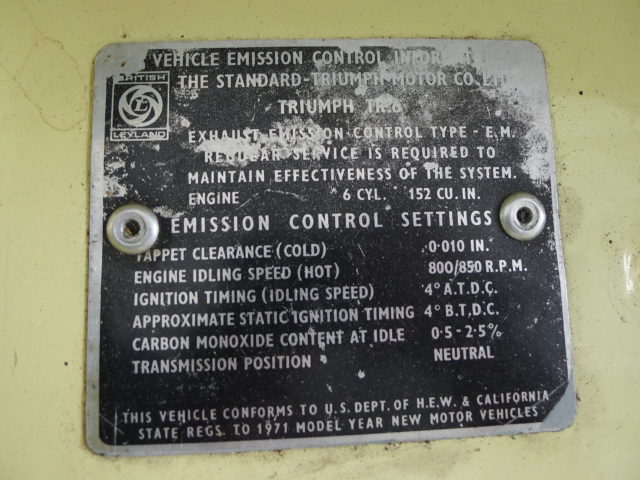 VEHICLE EMISSION CONTROL
BRITISH
LEYLAND
THE STANDARD-TRIUMPH MOTOR CO. LTD
TRIUMPH TR.6
EXHAUST EMISSION CONTROL TYPE - E.M.
REGULAR SERVICE IS REQUIRED TO
MAINTAIN EFFECTIVENESS OF THE SYSTEM.
ENGINE 6 CYL. 152 CU. IN.
EMISSION CONTROL SETTINGS
TAPPET CLEARANCE (COLD) 0·010 IN.
ENGINE IDLING SPEED (HOT) 800/850 R.P.M.
IGNITION TIMING (IDLING SPEED) 4° A.T.D.C.
APPROXIMATE STATIC IGNITION TIMING 4° B.T.D.C.
CARBON MONOXIDE CONTENT AT IDLE 0·5 - 2·5%
TRANSMISSION POSITION NEUTRAL
THIS VEHICLE CONFORMS TO U.S. DEPT. OF H.E.W. & CALIFORNIA
STATE REGS. TO 1971 MODEL YEAR NEW MOTOR VEHICLES